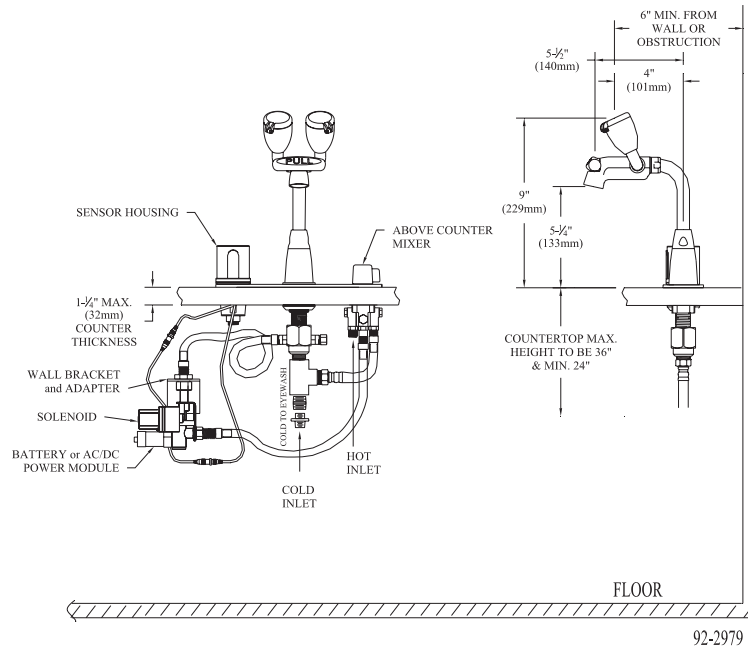 6" MIN. FROM
WALL OR
OBSTRUCTION
5-½"
(140mm)
4"
(101mm)
PULL
SENSOR HOUSING
ABOVE COUNTER
MIXER
9"
(229mm)
5-¼"
(133mm)
1-¼" MAX.
(32mm)
COUNTER
THICKNESS
COUNTERTOP MAX.
HEIGHT TO BE 36"
& MIN. 24"
WALL BRACKET
and ADAPTER
SOLENOID
BATTERY or AC/DC
POWER MODULE
COLD TO EYEWASH
HOT
INLET
COLD
INLET
FLOOR
92-2979